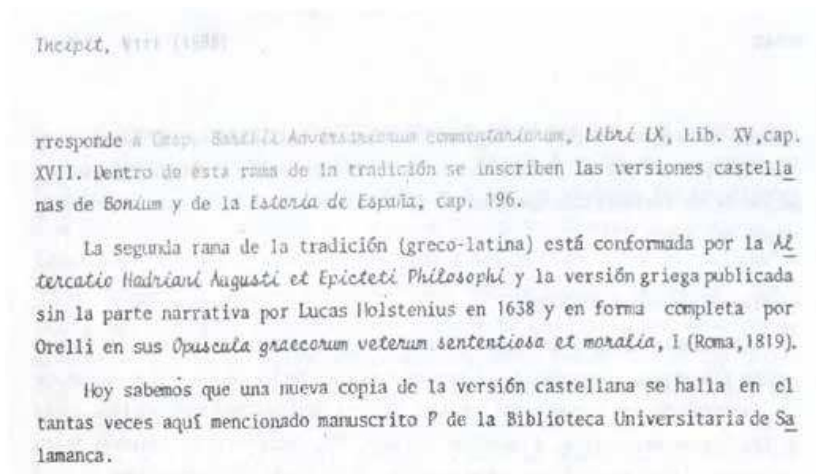 Incipit, VIII (1988)
rresponde a Gasp. Barthii Adversariorum commentariorum, Libri LX, Lib. XV,cap.
XVII. Dentro de ésta rama de la tradición se inscriben las versiones castella
nas de Bonium y de la Estoria de España, cap. 196.
La segunda rama de la tradición (greco-latina) está conformada por la Al
tercatio Hadriani Augusti et Epicteti Philosophi y la versión griega publicada
sin la parte narrativa por Lucas Holstenius en 1638 y en forma completa por
Orelli en sus Opuscula graecorum veterum sententiosa et moralia, I (Roma,1819).
Hoy sabemos que una nueva copia de la versión castellana se halla en el
tantas veces aquí mencionado manuscrito P de la Biblioteca Universitaria de Sa
lamanca.